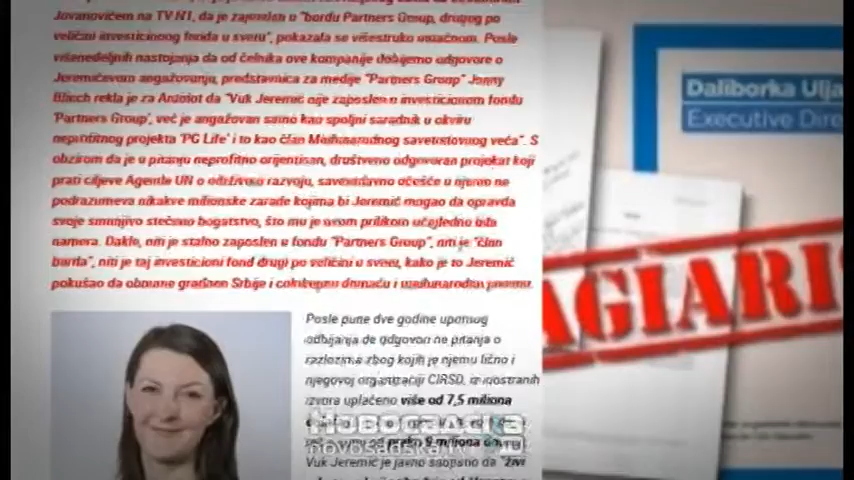 Jovanovićem na TV N1, da je zaposlen u "bordu Partners Group, drugog po
veličini investicinog fonda u svetu", pokazala se višestruko netačnom. Posle
višenedeljnih nastojanja da od čelnika ove kompanije dobijemo odgovore o
Jeremićevom angažovanju, predstavnica za medije "Partners Group" Jenny
rekla je za Antidot da "Vuk Jeremić nije zaposlen u investicionom fondu
'Partners Group', već je angažovan samo kao spoljni saradnik u okviru
neprofitnog projekta 'PG Life' i to kao član Međunarodnog savetodavnog veća". S
obzirom da je u pitanju neprofitno orijentisan, društveno odgovoran projekat koji
prati ciljeve Agende UN o održivom razvoju, savetodavno učešće u njemu ne
podrazumeva nikakve milionske zarade kojima bi Jeremić mogao da opravda
svoje sumnjivo stečeno bogatstvo, što mu je ovom prilikom očigledno bila
namera. Dakle, niti je stalno zaposlen u fondu "Partners Group", niti je "član
borda", niti je taj investicioni fond drugi po veličini u svetu, kako je to Jeremić
pokušao da obmane građane Srbije i celokupnu domaću i međunarodnu javnost.
Posle pune dve godine upornog
odbijanja da odgovori na pitanja o
razlozima zbog kojih je njemu lično i
njegovoj organizaciji CIRSD, iz inostranih
izvora uplaćeno više od 7,5 miliona
preko 9 miliona
Vuk Jeremić je javno saopštio da "živi
Новосадска
novosadska.tv
Daliborka Ulja
Executive Dire
AGIARIS